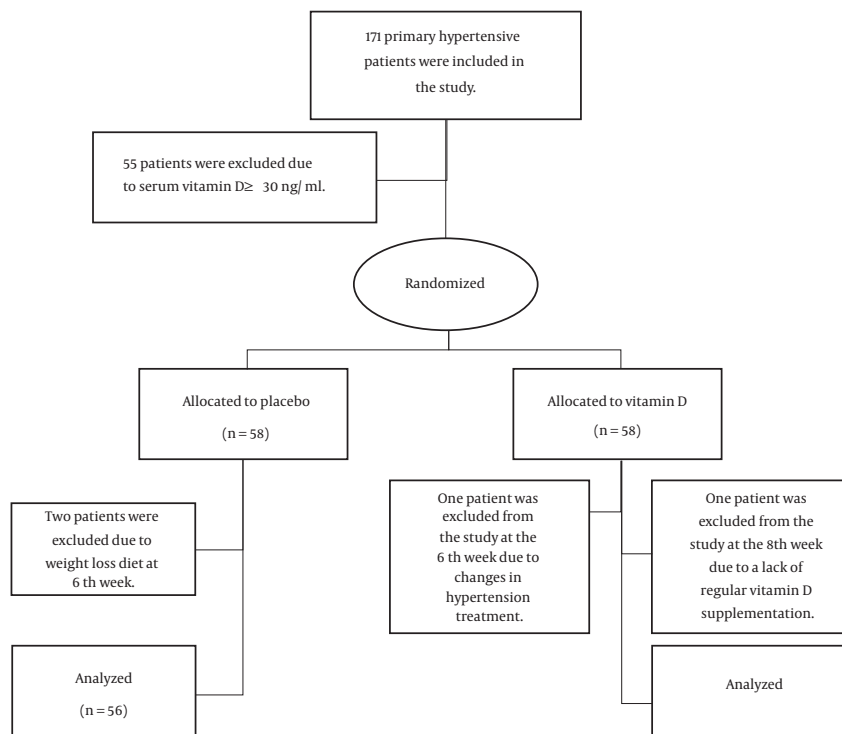 171 primary hypertensive
patients were included in
the study.
55 patients were excluded due
to serum vitamin D≥ 30 ng/ ml.
Randomized
Allocated to placebo
(n = 58)
Allocated to vitamin D
(n = 58)
Two patients were
excluded due to
weight loss diet at
6 th week.
One patient was
excluded from
the study at the
6 th week due to
changes in
hypertension
treatment.
One patient was
excluded from the
study at the 8th week
due to a lack of
regular vitamin D
supplementation.
Analyzed
(n = 56)
Analyzed